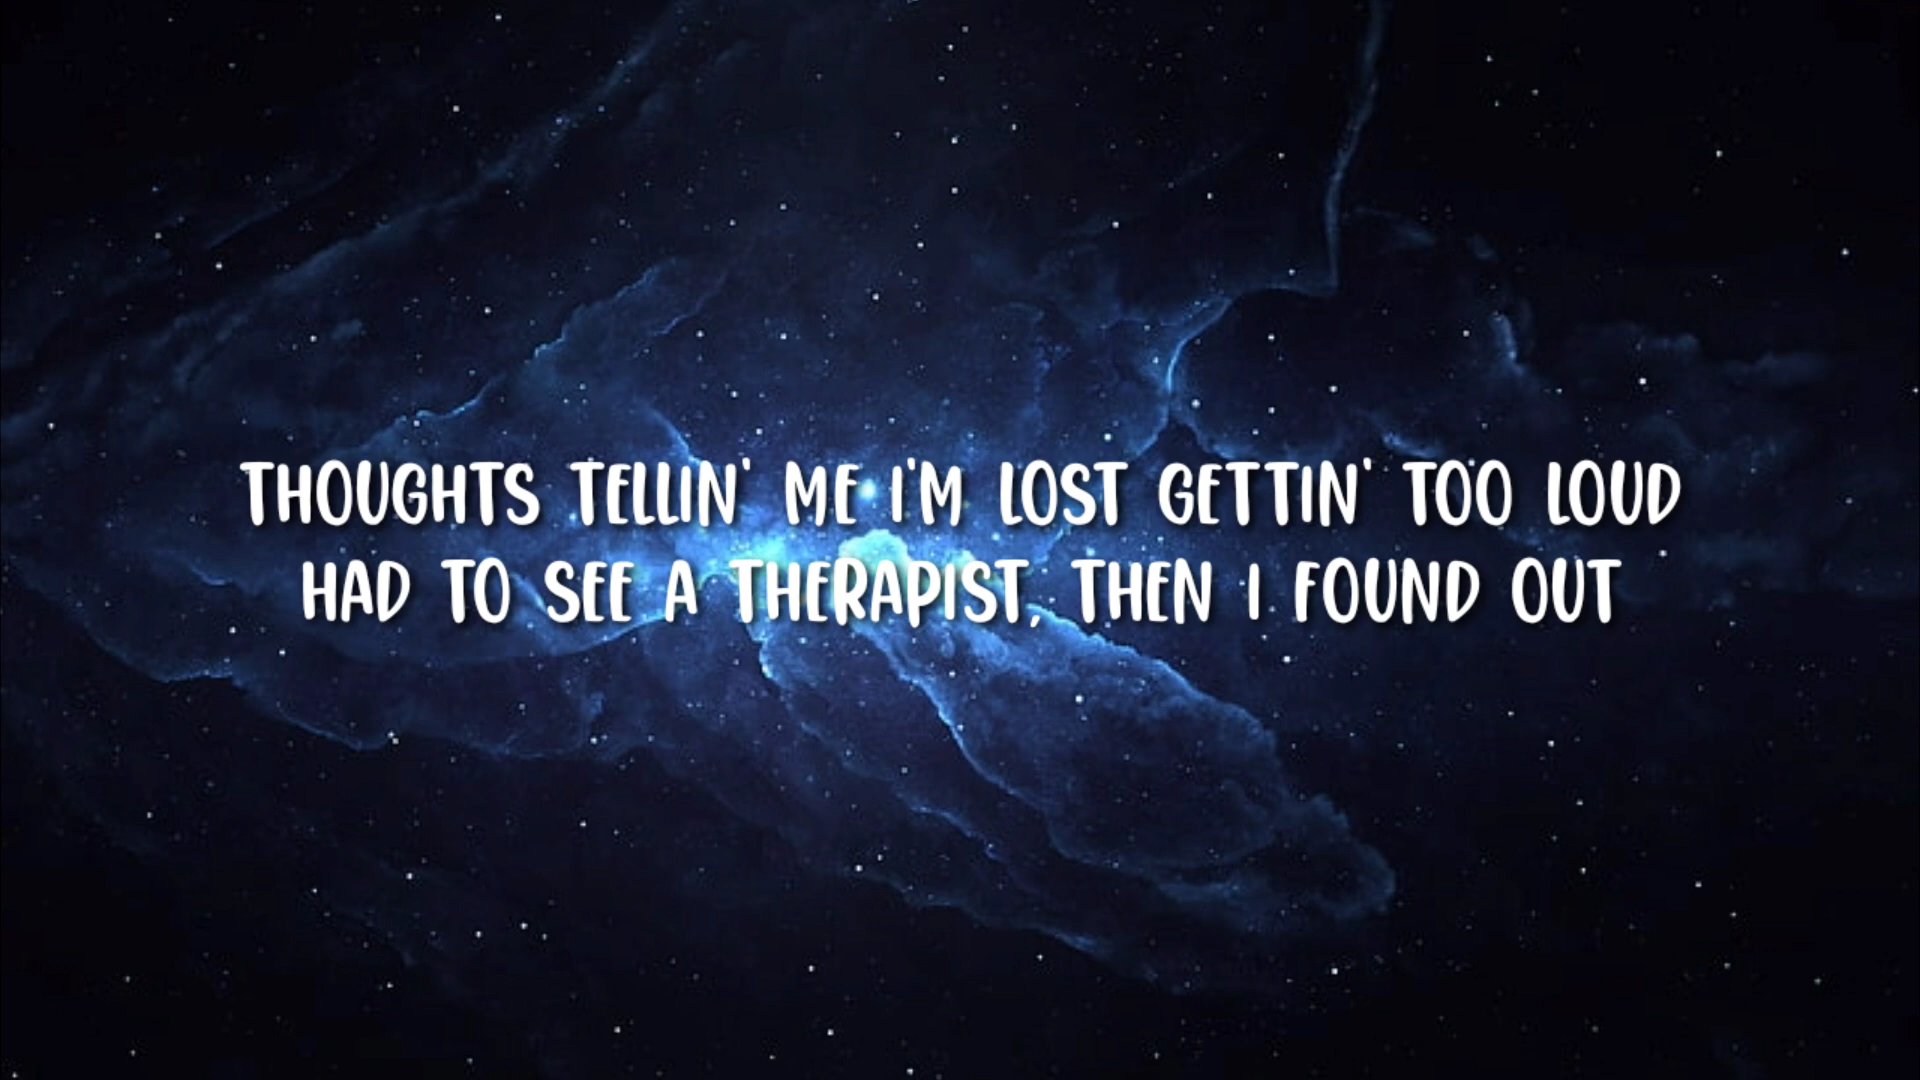 THOUGHTS TELLIN' ME I'M LOST GETTIN' TOO LOUD
HAD TO SEE A THERAPIST, THEN I FOUND OUT